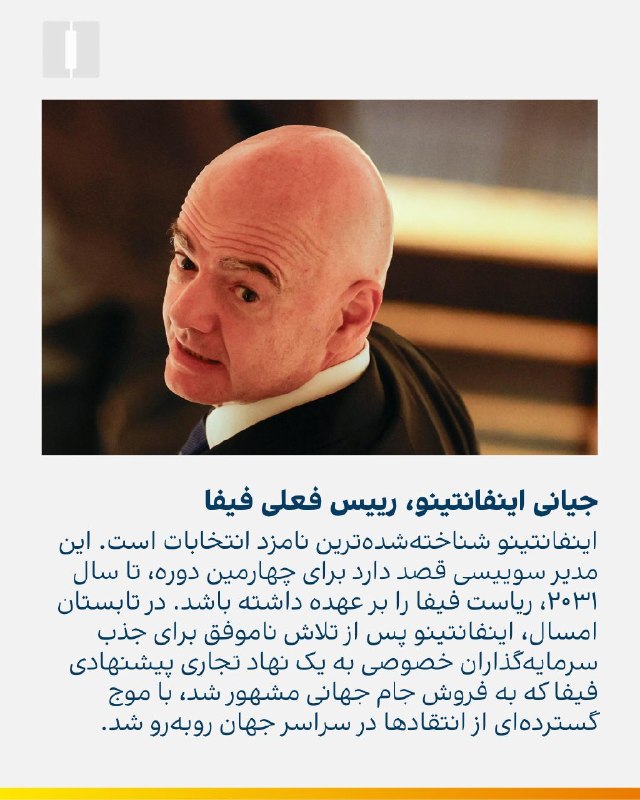 جیانی اینفانتینو، رییس فعلی فیفا
اینفانتینو شناخته‌شده‌ترین نامزد انتخابات است. این
مدیر سوییسی قصد دارد برای چهارمین دوره، تا سال
۲۰۳۱، ریاست فیفا را بر عهده داشته باشد. در تابستان
امسال، اینفانتینو پس از تلاش ناموفق برای جذب
سرمایه‌گذاران خصوصی به یک نهاد تجاری پیشنهادی
فیفا که به فروش جام جهانی مشهور شد، با موج
گسترده‌ای از انتقادها در سراسر جهان روبه‌رو شد.